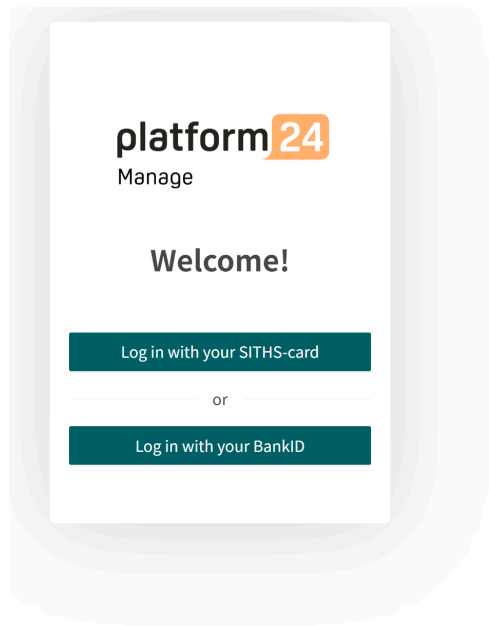 platform24
Manage
Welcome!
Log in with your SITHS-card
or
Log in with your BankID